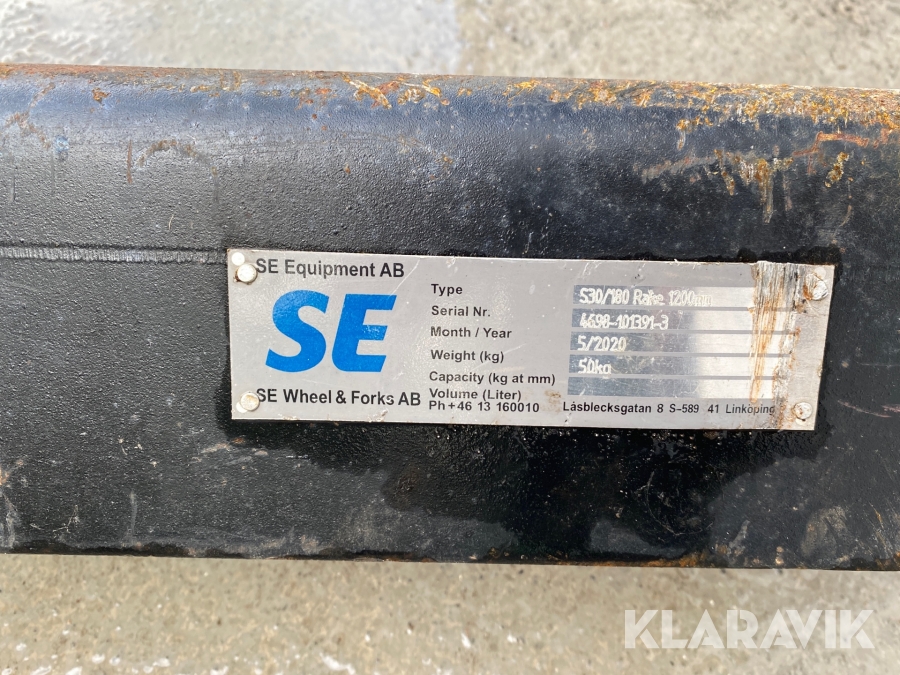 SE Equipment AB
SE
SE Wheel & Forks AB
Type S30/180 Rake 1200mm
Serial Nr. 4698-101391-3
Month / Year 5/2020
Weight (kg) 50kg
Capacity (kg at mm)
Volume (Liter)
Ph+46 13 160010 Låsblecksgatan 8 S-589 41 Linköping
KLARAVIK